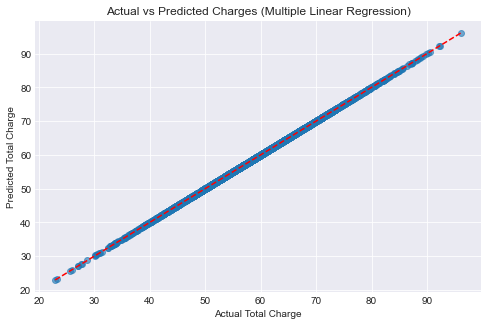 Actual vs Predicted Charges (Multiple Linear Regression)
Predicted Total Charge
90
80
70
60
50
40
30
20
20 30 40 50 60 70 80 90
Actual Total Charge